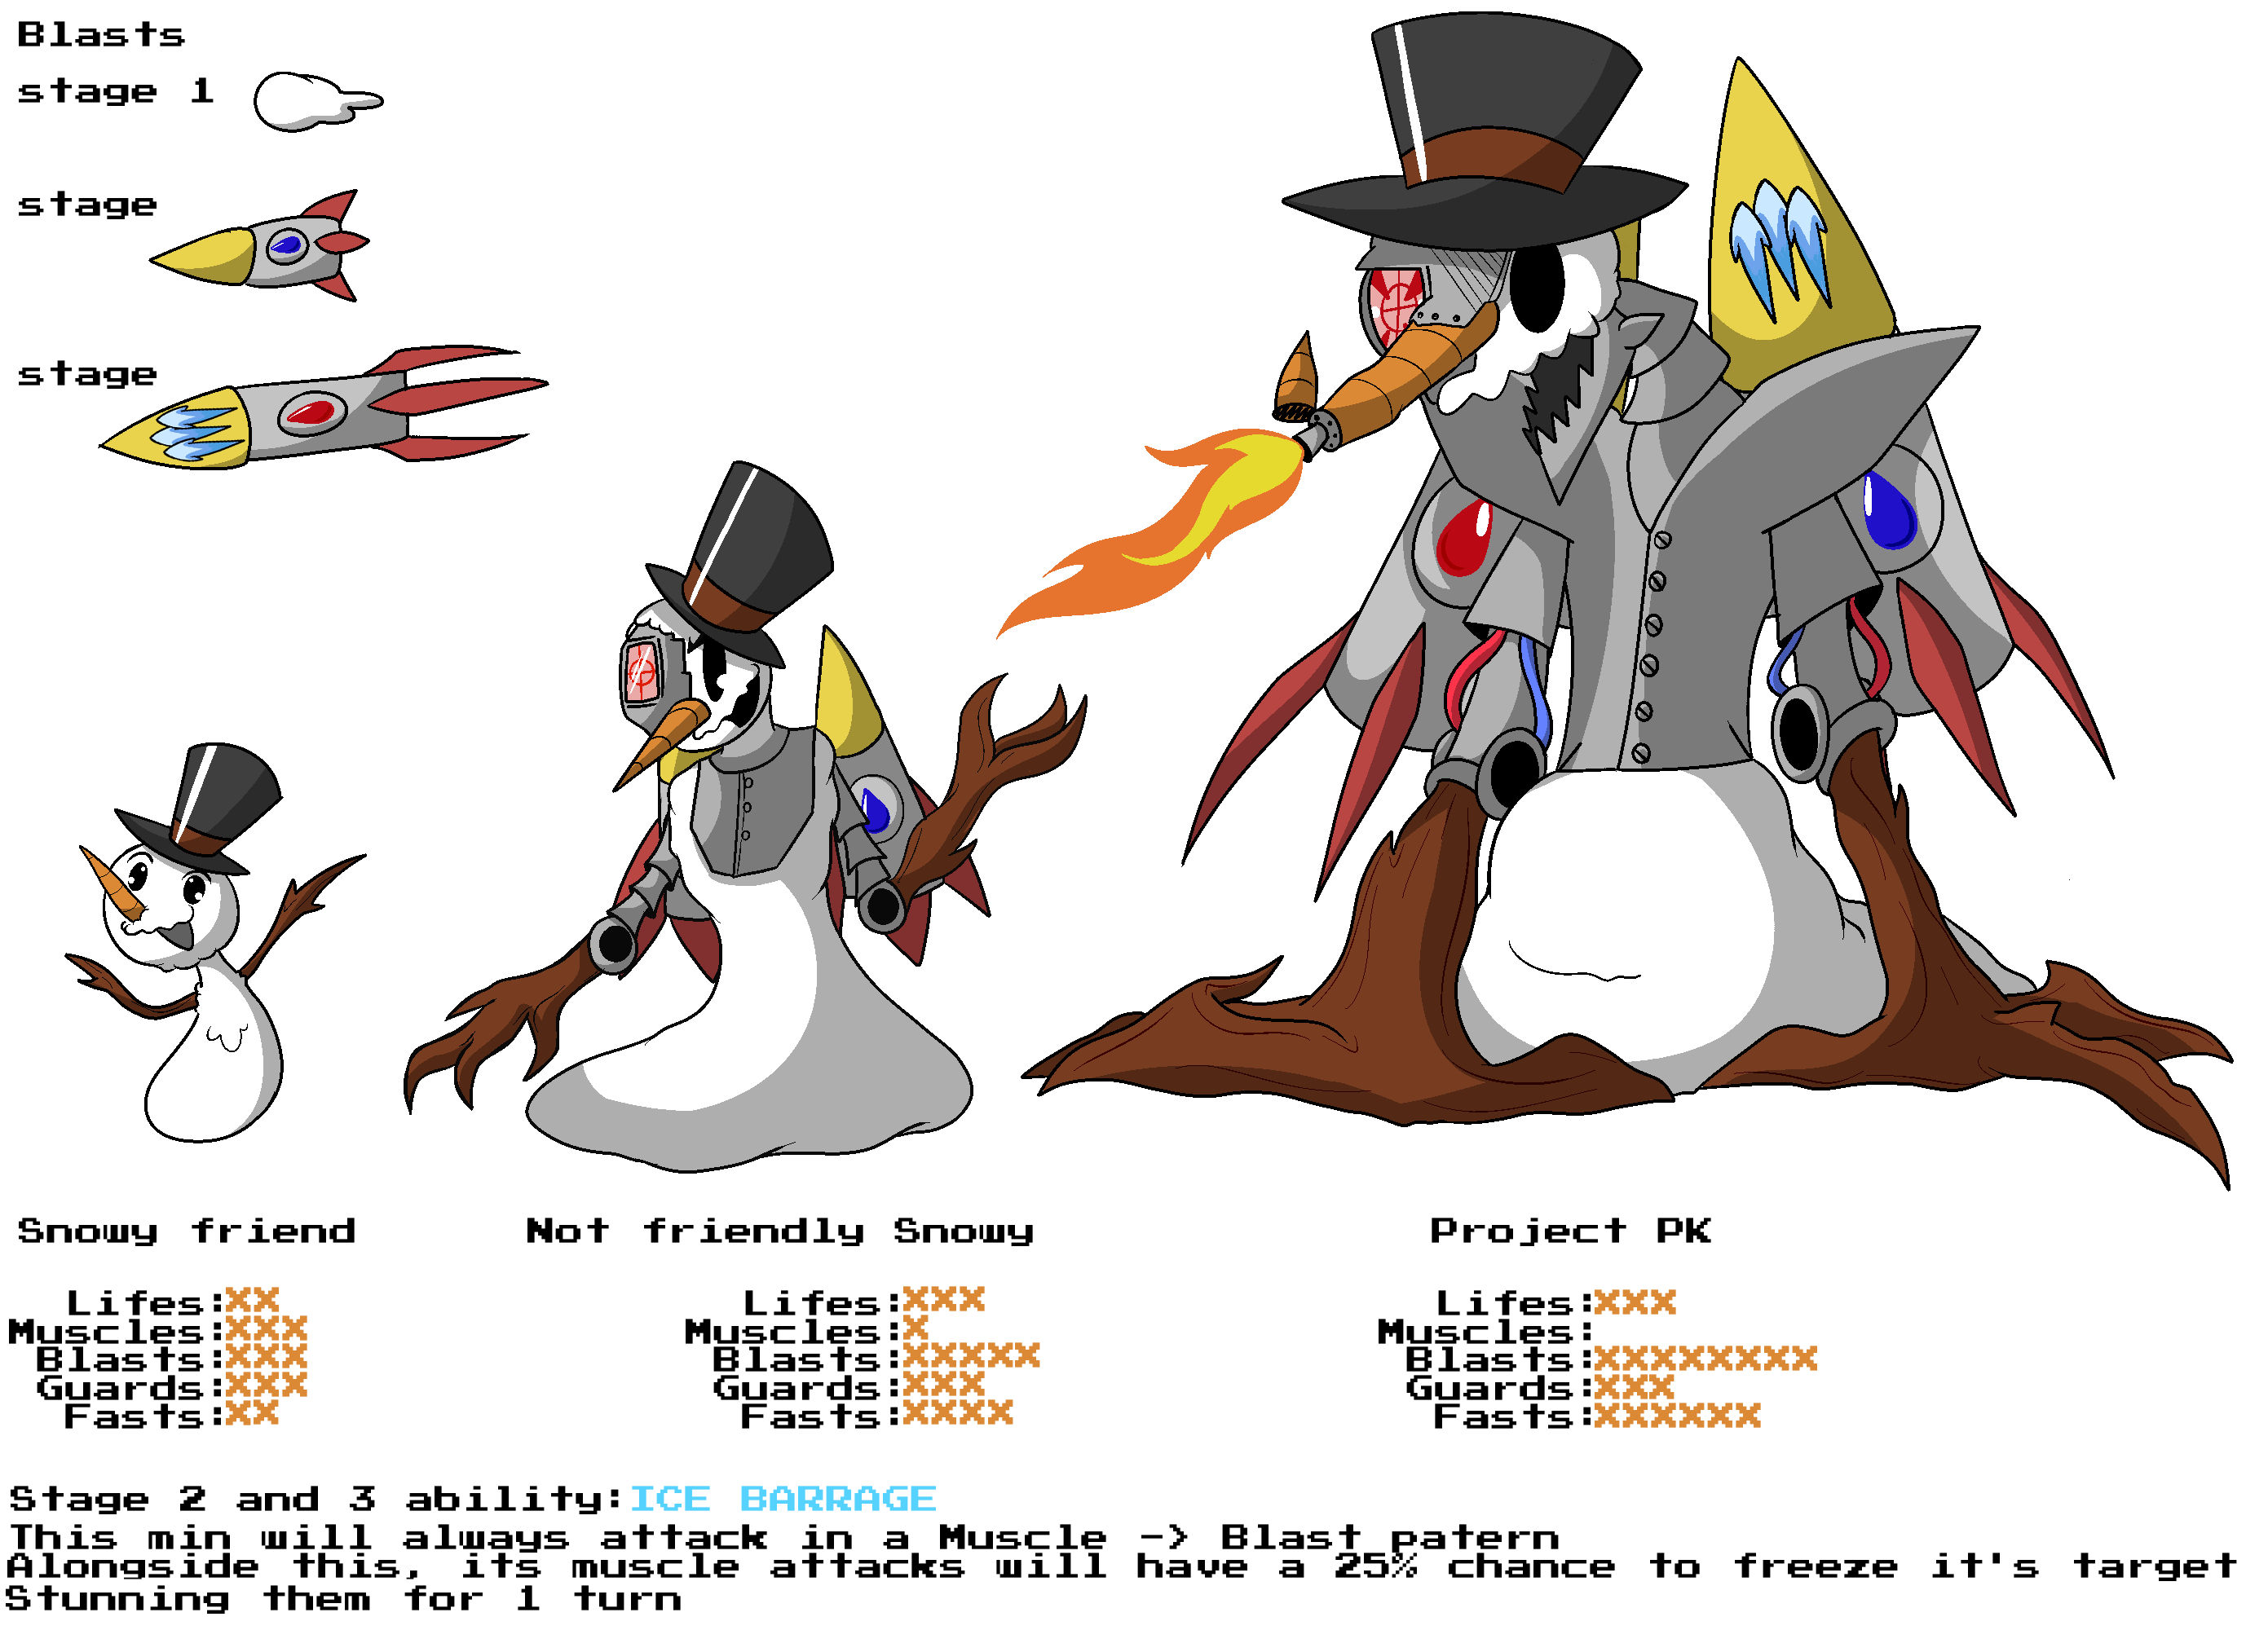 Blasts
stage 1
stage
stage
Snowy friend
Lifes:XX
Muscles:XXX
Blasts:XXX
Guards:XXX
Fasts:XX
Not friendly Snowy
Lifes:XXX
Muscles:X
Blasts:XXXXX
Guards:XXX
Fasts:XXXX
Project PK
Lifes:XXX
Muscles:
Blasts:XXXXXXXX
Guards:XXX
Fasts:XXXXXX
Stage 2 and 3 ability:ICE BARRAGE
This min will always attack in a Muscle -> Blast patern
Alongside this, its muscle attacks will have a 25% chance to freeze it's target
Stunning them for 1 turn